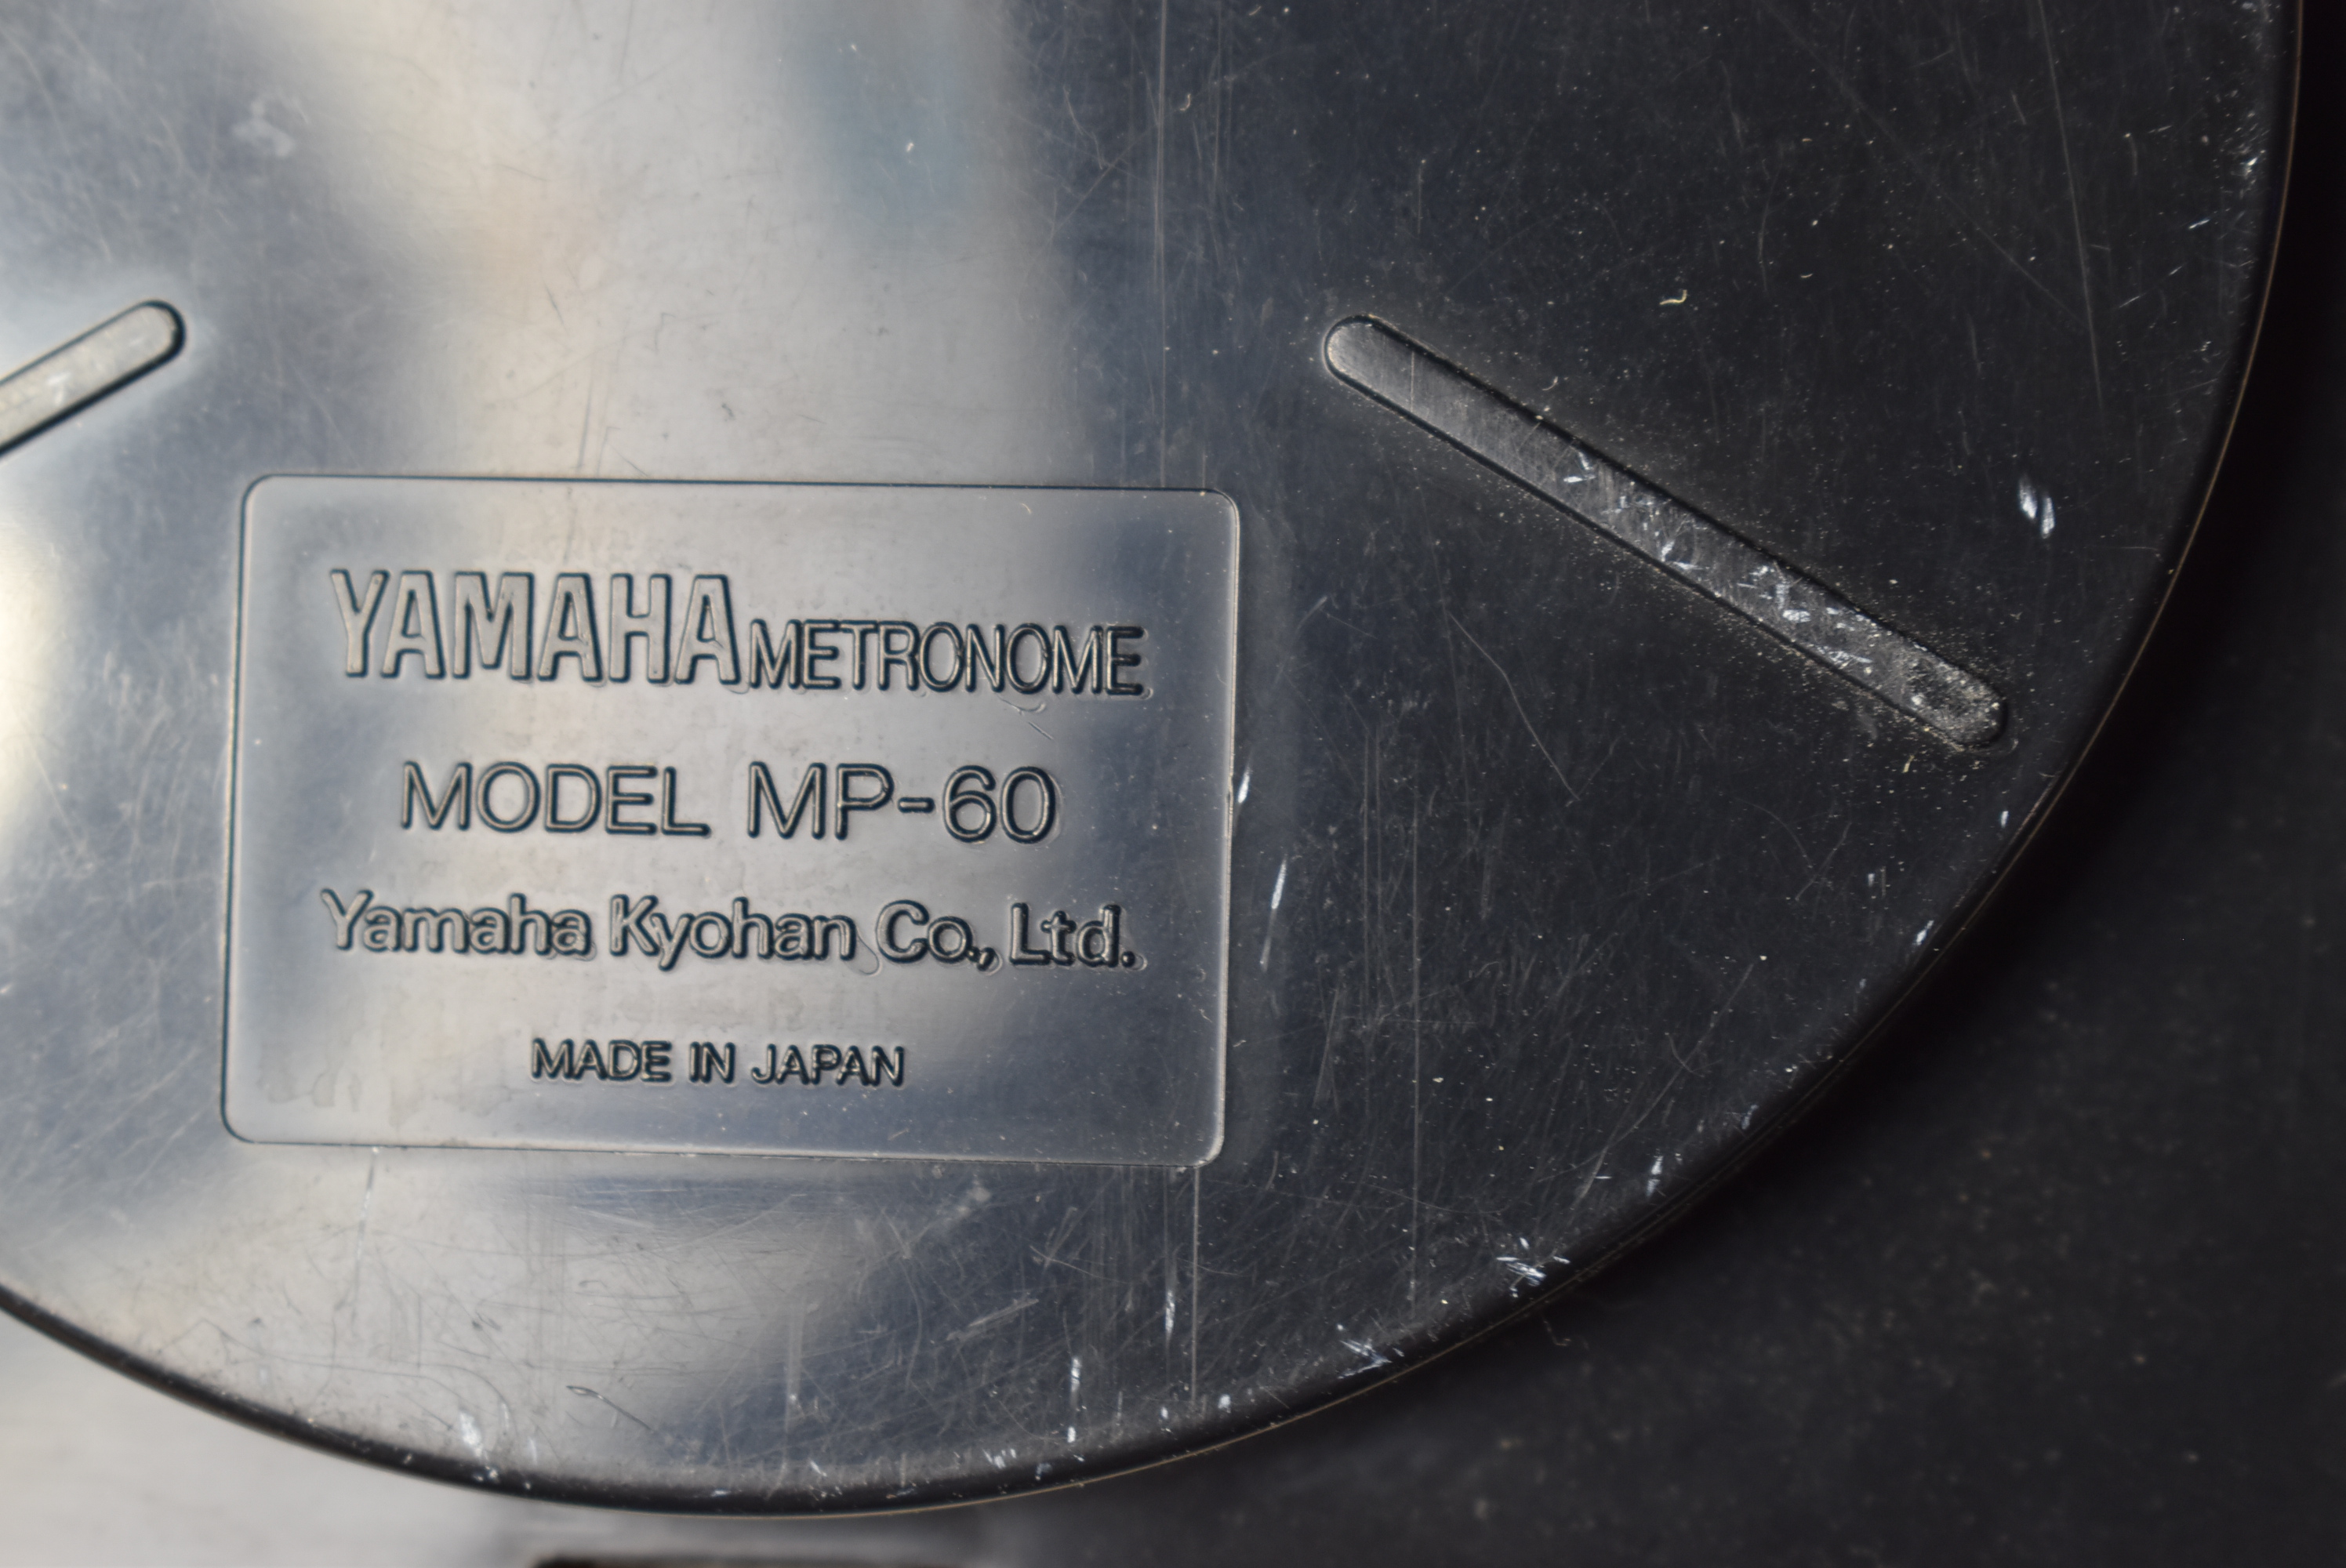 YAMAHA METRONOME
MODEL MP-60
Yamaha Kyohan Co., Ltd.
MADE IN JAPAN